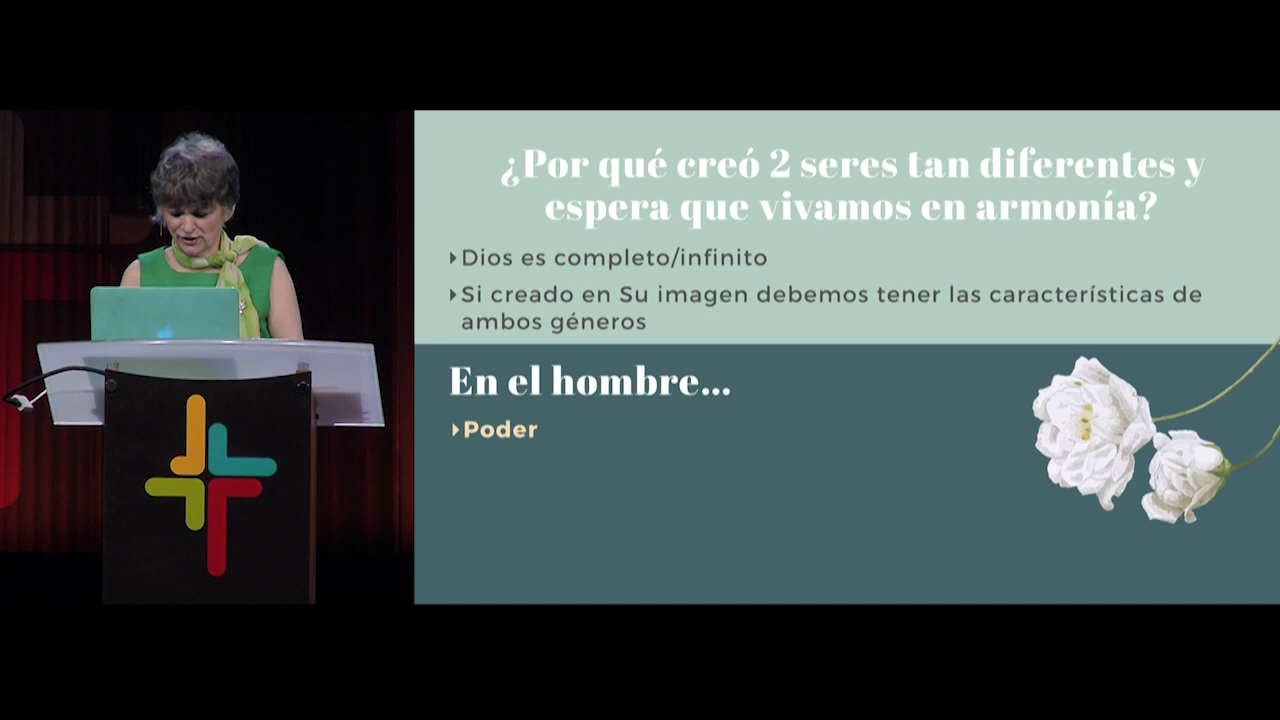 ¿Por qué creó 2 seres tan diferentes y
espera que vivamos en armonía?
‣Dios es completo/infinito
‣Si creado en Su imagen debemos tener las características de
ambos géneros
En el hombre...
‣Poder